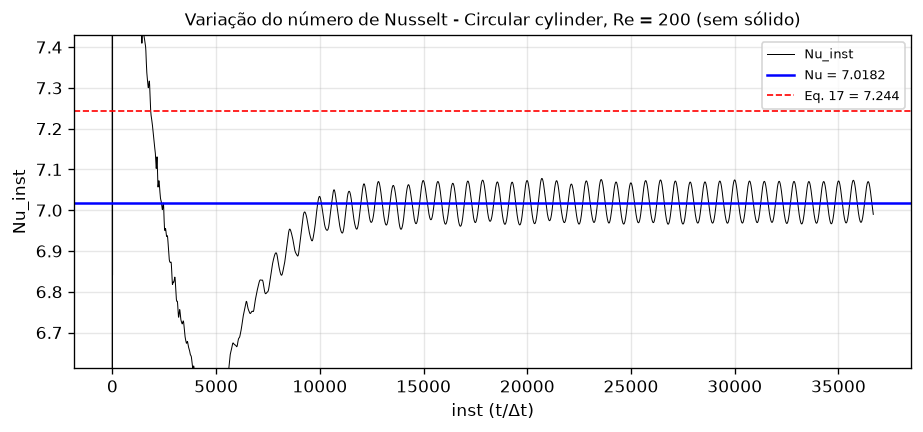 Variação do número de Nusselt - Circular cylinder, Re = 200 (sem sólido)
Nu_inst
Nu = 7.0182
Eq. 17 = 7.244
7.4
7.3
7.2
7.1
7.0
6.9
6.8
6.7
Nu_inst
0 5000 10000 15000 20000 25000 30000 35000
inst (t/Δt)